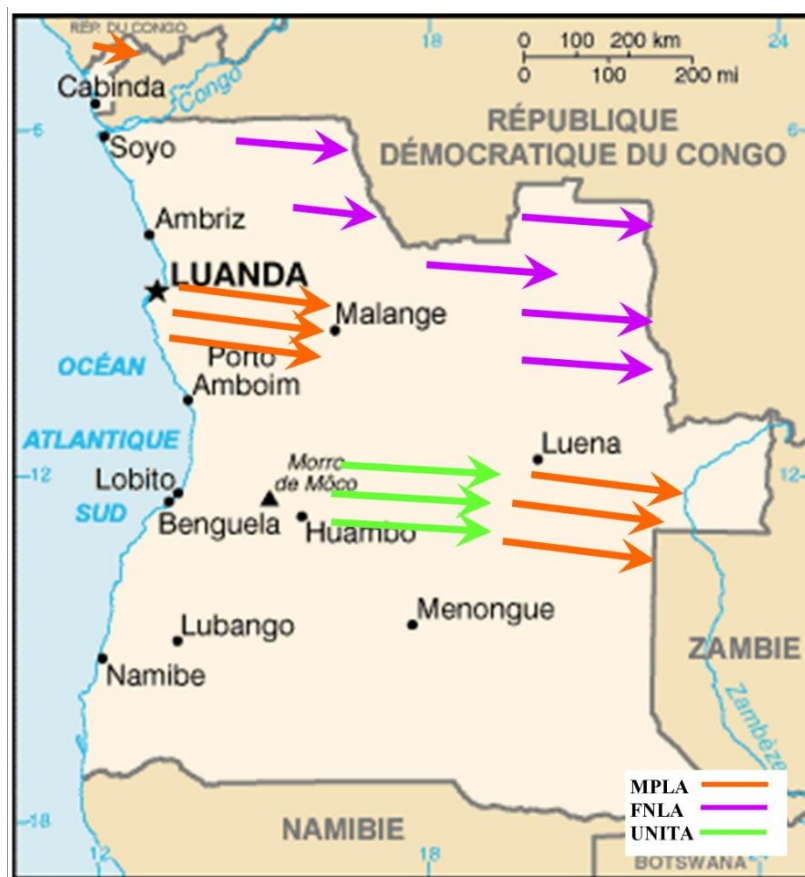 RÉP. DU CONGO
18
0 100 200 km
0 100 200 mi
24
Cabinda
Congo
6
6
Soyo
RÉPUBLIQUE
DÉMOCRATIQUE DU CONGO
Ambriz
LUANDA
Malange
Porto
Amboim
OCÉAN
ATLANTIQUE
SUD
Luena
12
12
Lobito
Morro
de Môco
Benguela
Huambo
Menongue
Lubango
Namibe
ZAMBIE
Zambèze
MPLA
FNLA
UNITA
18
NAMIBIE
BOTSWANA
12
18